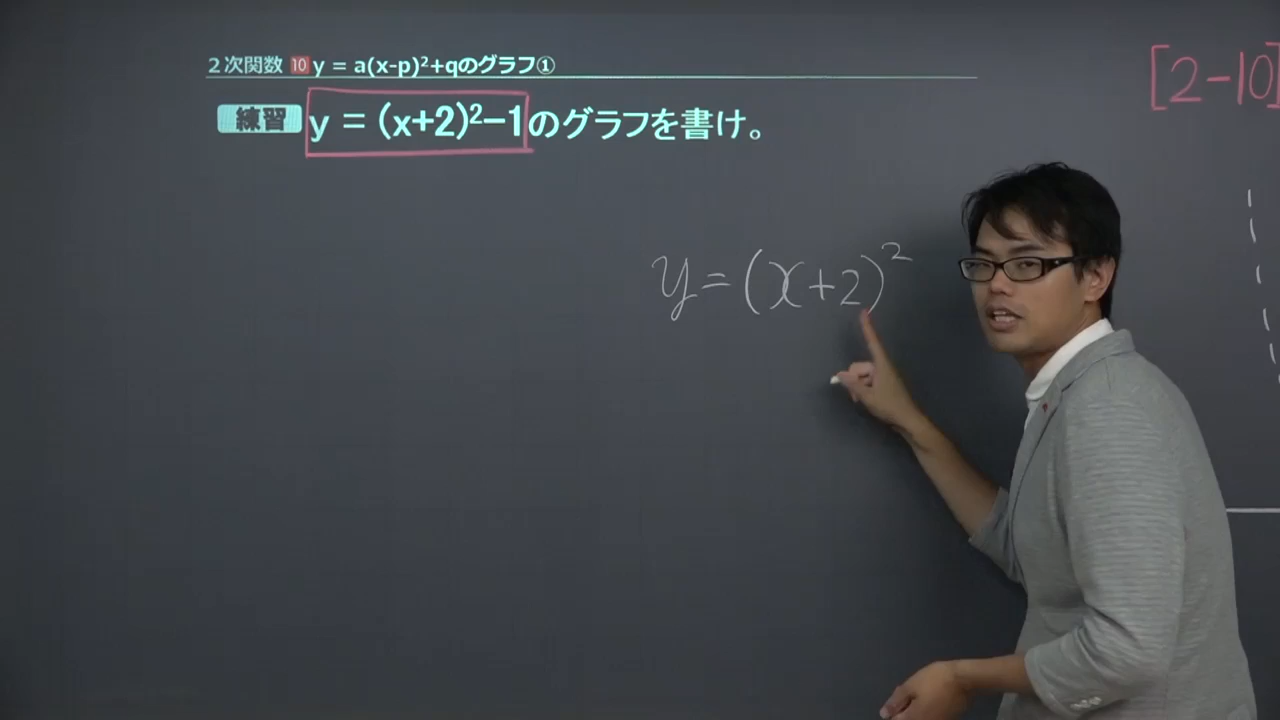 2次関数 10 y = a(x-p)²+qのグラフ①
[2-10]
練習 y = (x+2)²-1のグラフを書け。
y=(x+2)²